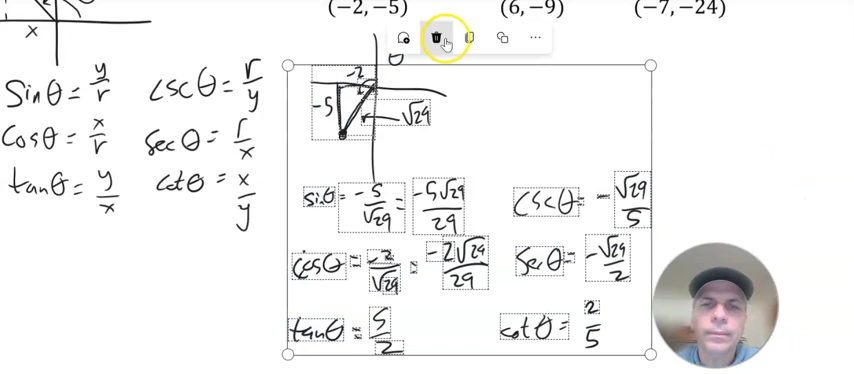 (−2, −5) (6, −9) (−7, −24)
x
θ
−2
−5
√29
sinθ = y/r cscθ = r/y
cosθ = x/r secθ = r/x
tanθ = y/x cotθ = x/y
sinθ = −5/√29 = −5√29/29 cscθ = −√29/5
cosθ = −2/√29 = −2√29/29 secθ = −√29/2
tanθ = 5/2 cotθ = 2/5